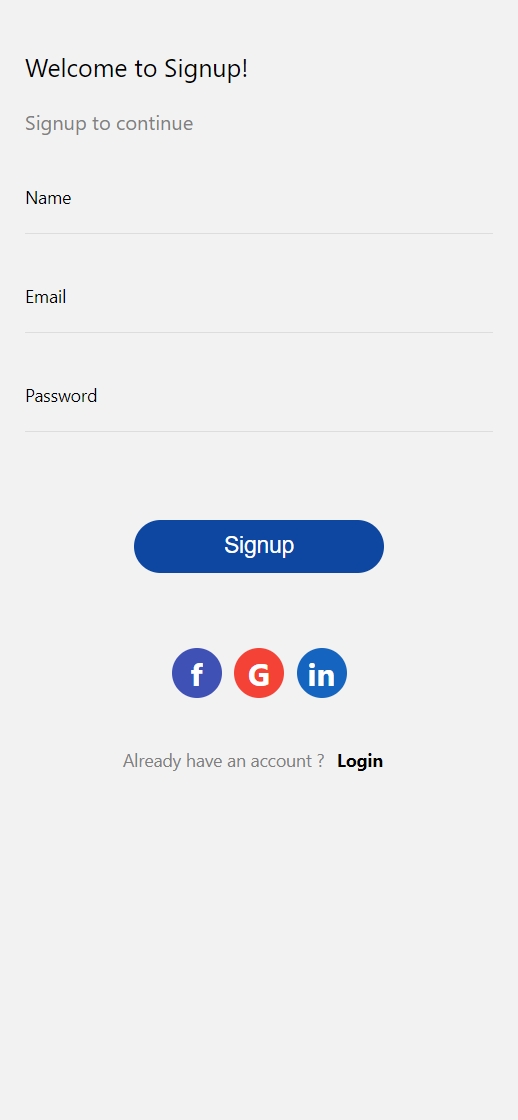 Welcome to Signup!
Signup to continue
Name
Email
Password
Signup
f G in
Already have an account ? Login